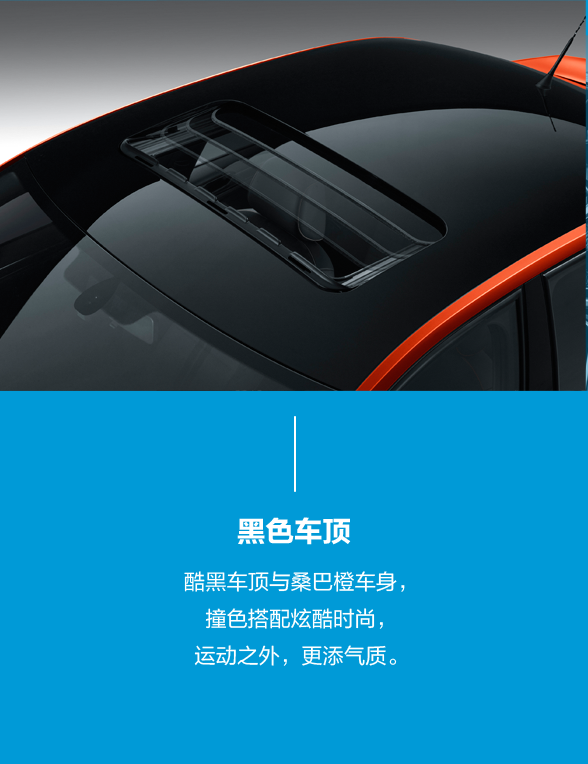 黑色车顶
酷黑车顶与桑巴橙车身，
撞色搭配炫酷时尚，
运动之外，更添气质。